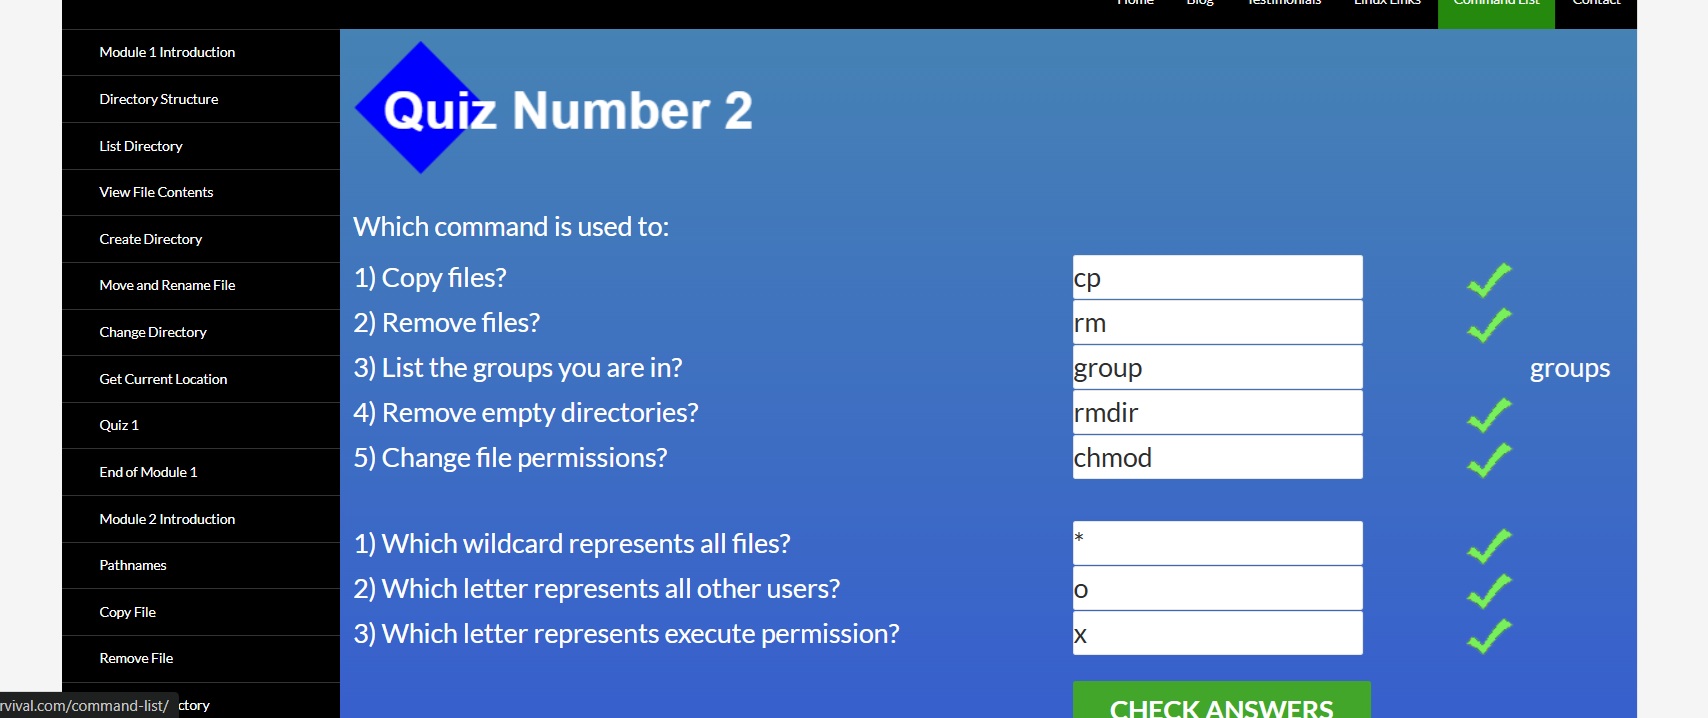 Home Blog Testimonials Linux Links Command List Contact
Module 1 Introduction
Directory Structure
List Directory
View File Contents
Create Directory
Move and Rename File
Change Directory
Get Current Location
Quiz 1
End of Module 1
Module 2 Introduction
Pathnames
Copy File
Remove File
ctory
rvival.com/command-list/
Quiz Number 2
Which command is used to:
1) Copy files? cp
2) Remove files? rm
3) List the groups you are in? group groups
4) Remove empty directories? rmdir
5) Change file permissions? chmod
1) Which wildcard represents all files? *
2) Which letter represents all other users? o
3) Which letter represents execute permission? x
CHECK ANSWERS